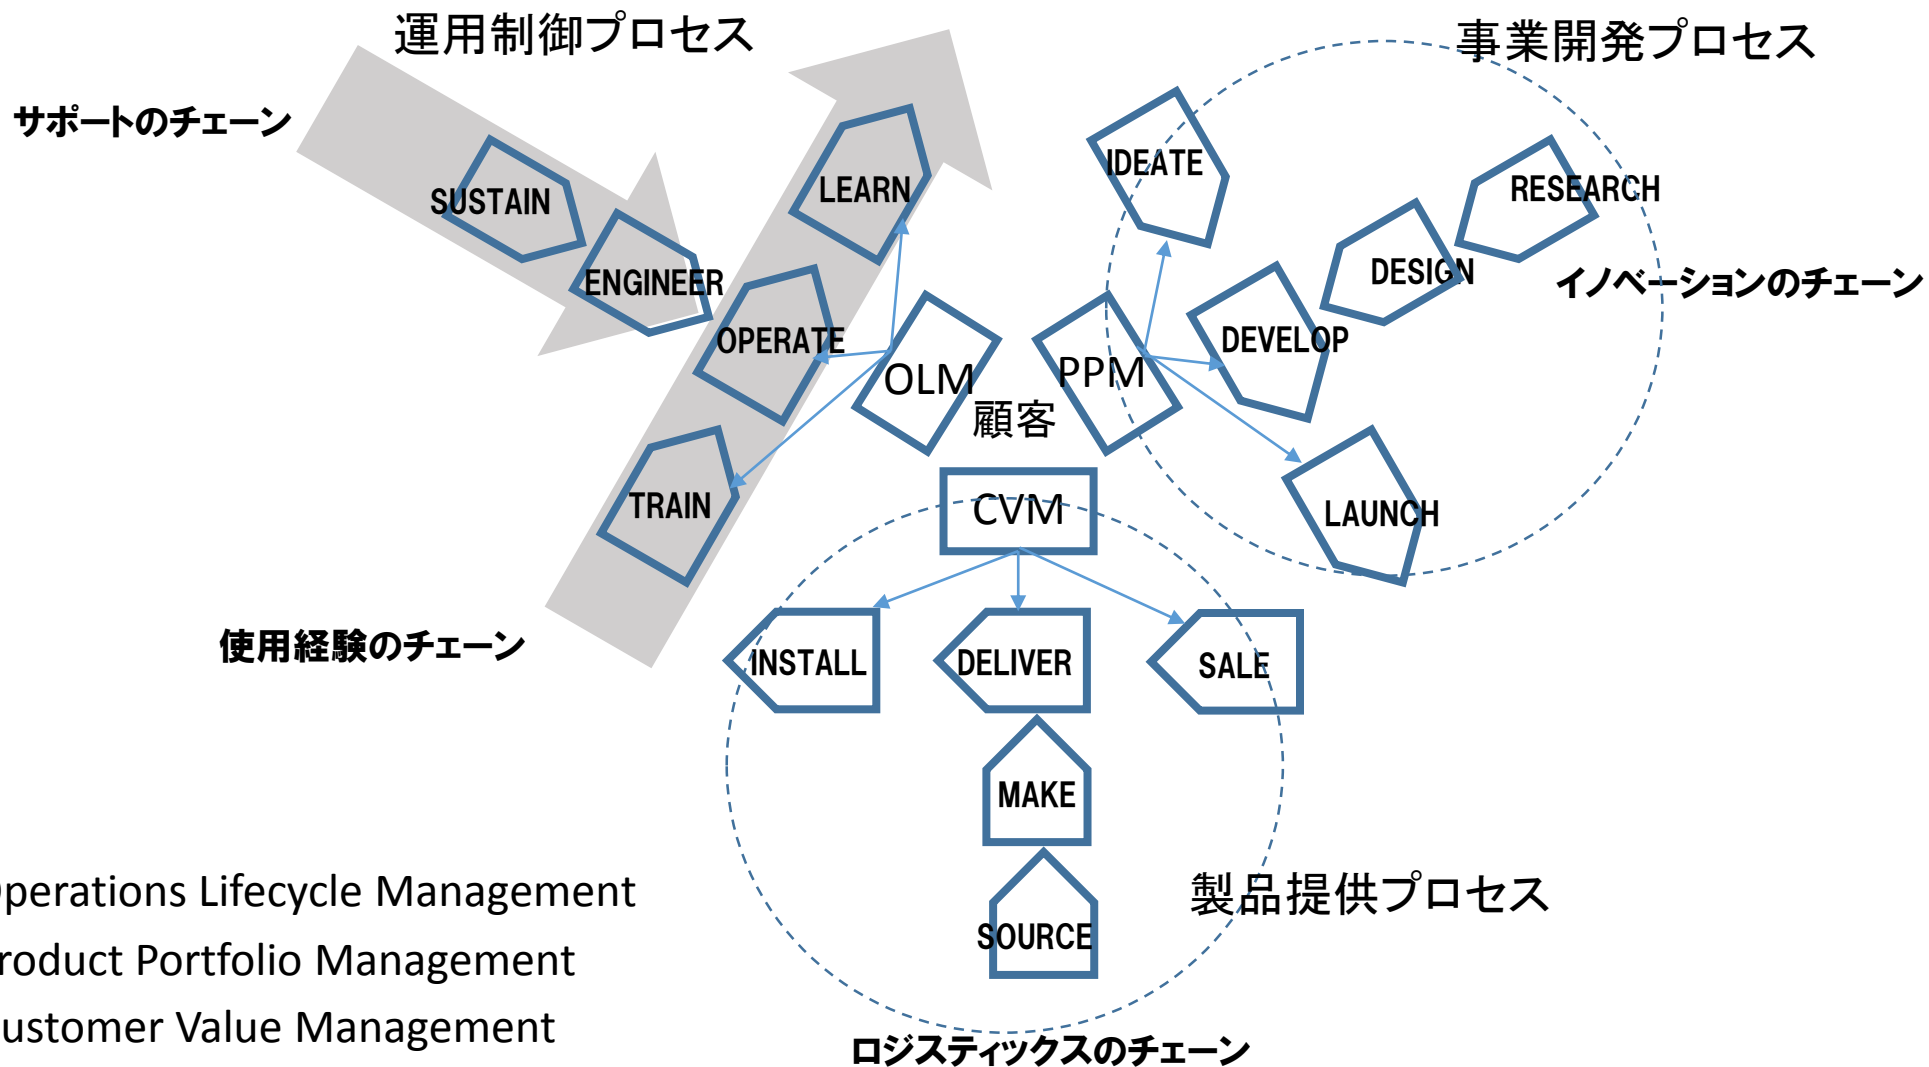 運用制御プロセス
事業開発プロセス
サポートのチェーン
SUSTAIN
ENGINEER
LEARN
OPERATE
TRAIN
使用経験のチェーン
IDEATE
RESEARCH
DESIGN
DEVELOP
LAUNCH
イノベーションのチェーン
OLM
PPM
顧客
CVM
INSTALL
DELIVER
SALE
MAKE
SOURCE
製品提供プロセス
ロジスティックスのチェーン
Operations Lifecycle Management
roduct Portfolio Management
ustomer Value Management